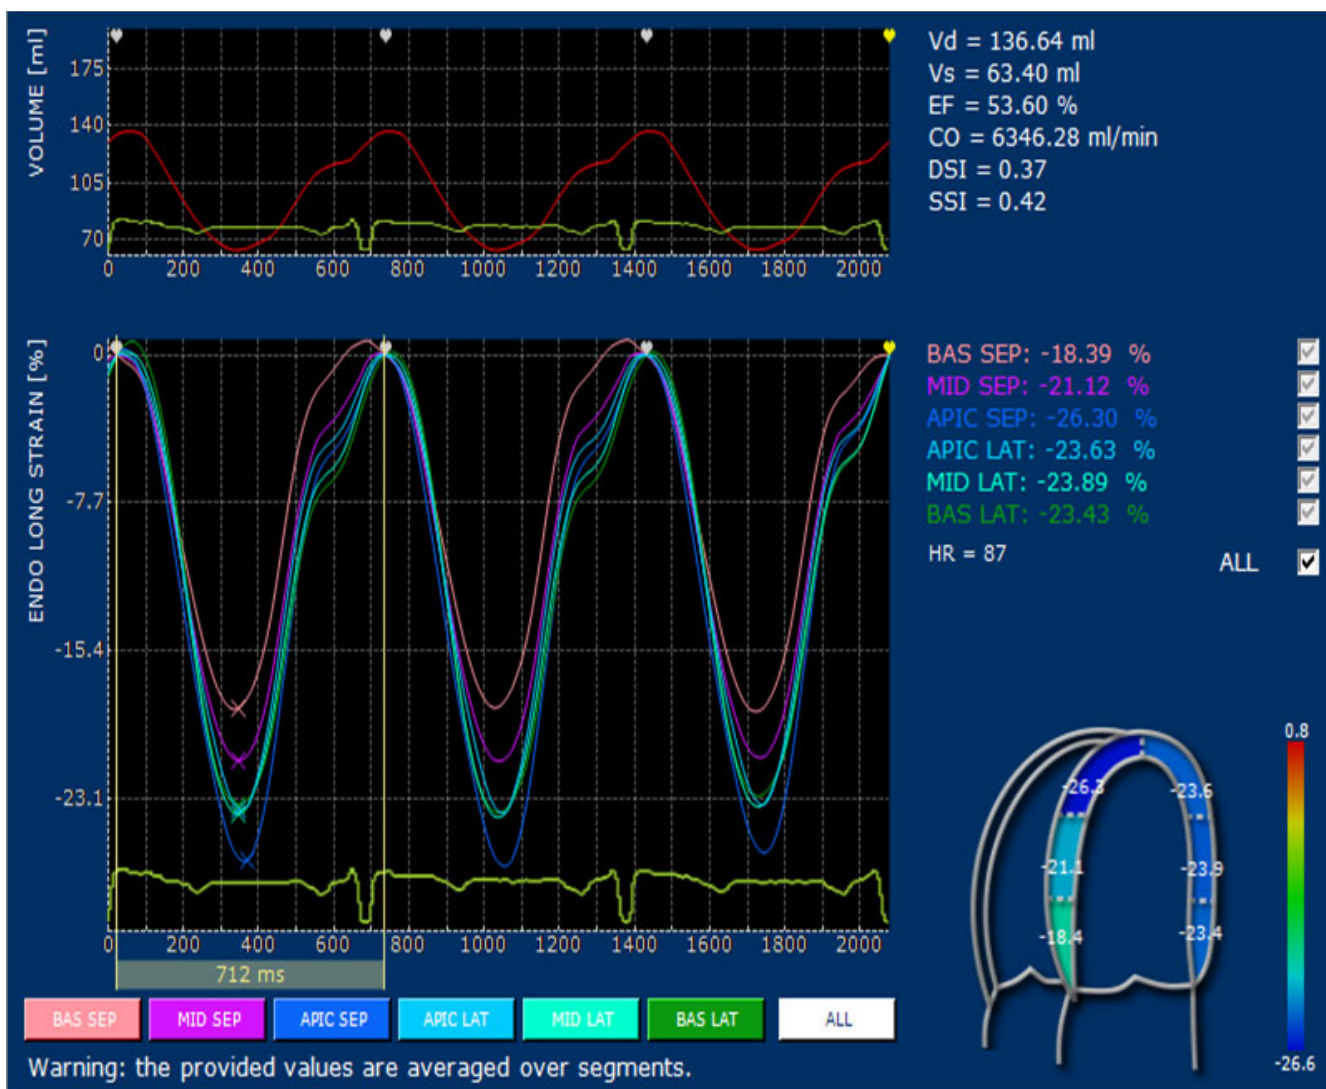 VOLUME [ml]
175
140
105
70
0 200 400 600 800 1000 1200 1400 1600 1800 2000
Vd = 136.64 ml
Vs = 63.40 ml
EF = 53.60 %
CO = 6346.28 ml/min
DSI = 0.37
SSI = 0.42
ENDO LONG STRAIN [%]
0
-7.7
-15.4
-23.1
0 200 400 600 800 1000 1200 1400 1600 1800 2000
712 ms
BAS SEP: -18.39 %
MID SEP: -21.12 %
APIC SEP: -26.30 %
APIC LAT: -23.63 %
MID LAT: -23.89 %
BAS LAT: -23.43 %
HR = 87
ALL
0.8
-26.3 -23.6
-21.1 -23.9
-18.4 -23.4
-26.6
BAS SEP MID SEP APIC SEP APIC LAT MID LAT BAS LAT ALL
Warning: the provided values are averaged over segments.